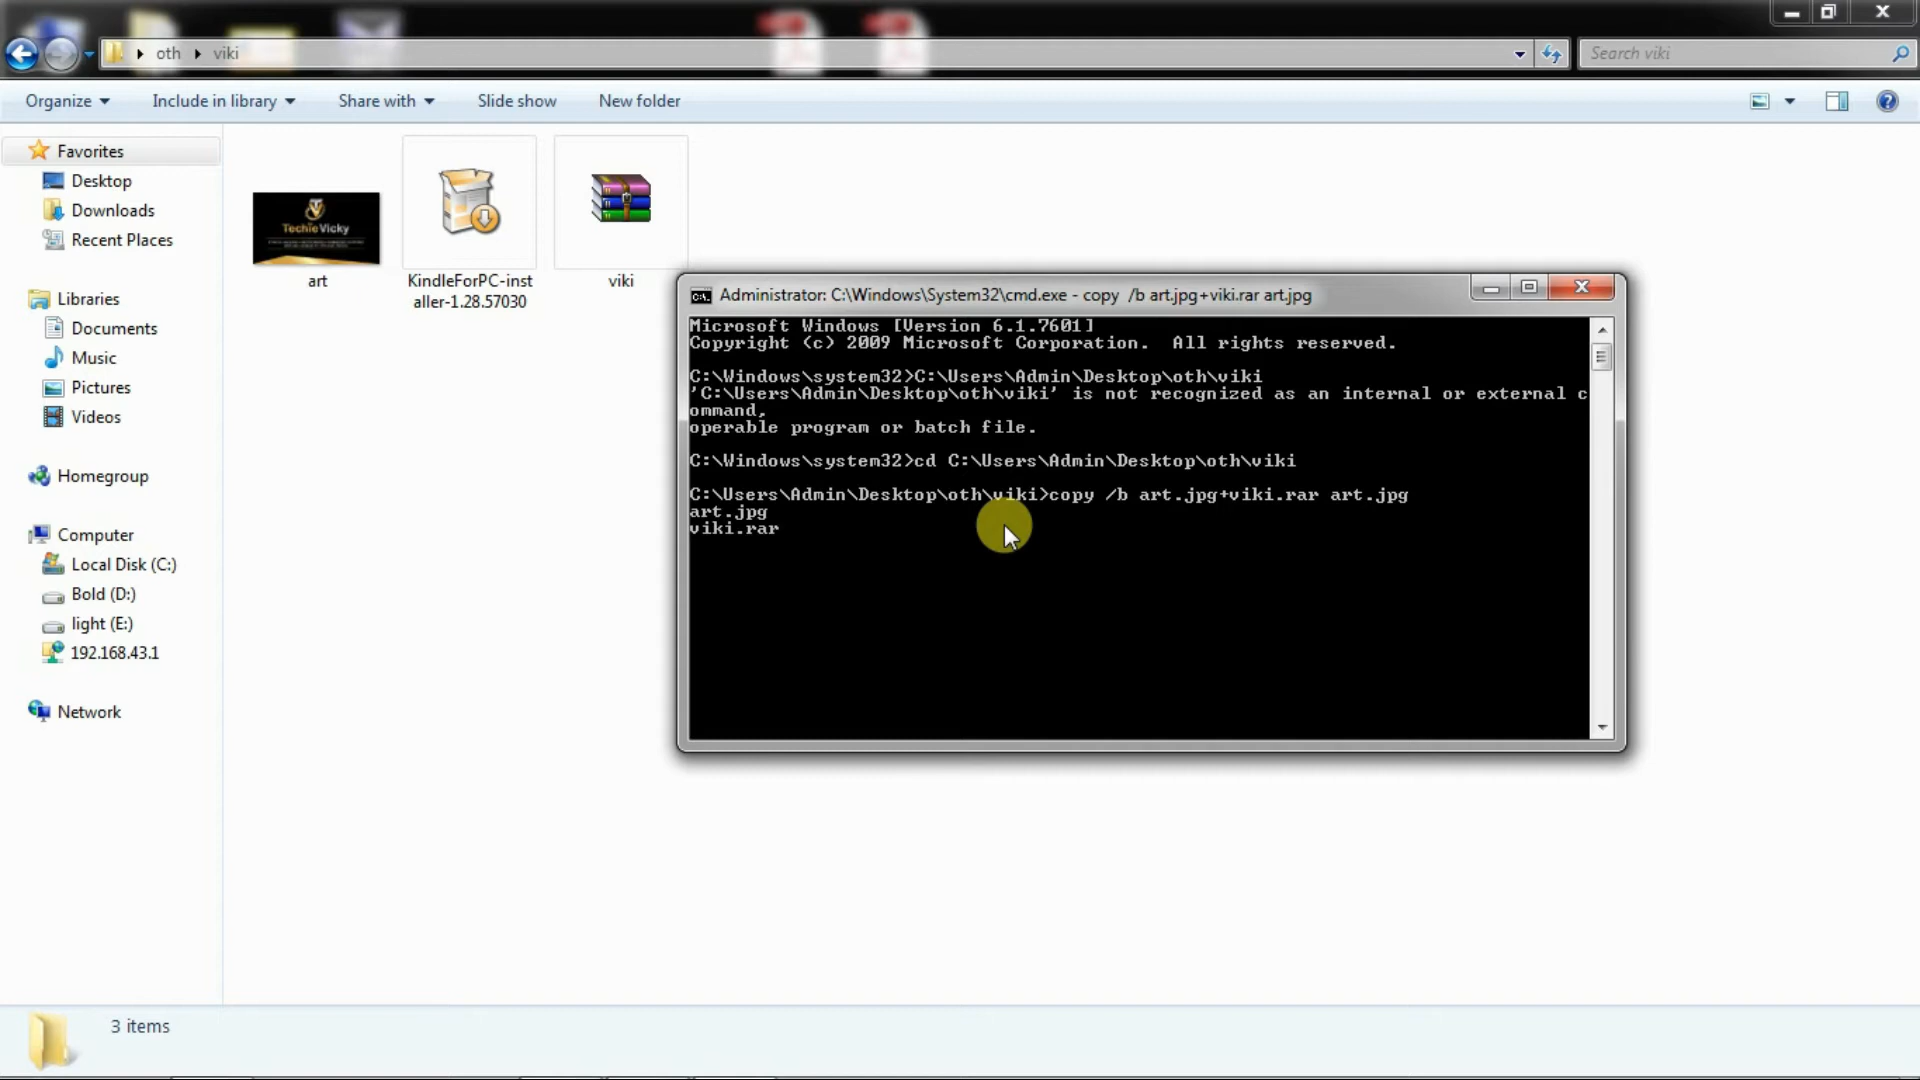 oth viki
Search viki
Organize Include in library Share with Slide show New folder
Favorites
Desktop
Downloads
Recent Places
Libraries
Documents
Music
Pictures
Videos
Homegroup
Computer
Local Disk (C:)
Bold (D:)
light (E:)
192.168.43.1
Network
TechieVicky
art
KindleForPC-inst
aller-1.28.57030
viki
Administrator: C:\Windows\System32\cmd.exe - copy /b art.jpg+viki.rar art.jpg
Microsoft Windows [Version 6.1.7601]
Copyright (c) 2009 Microsoft Corporation. All rights reserved.
C:\Windows\system32>C:\Users\Admin\Desktop\oth\viki
'C:\Users\Admin\Desktop\oth\viki' is not recognized as an internal or external c
ommand,
operable program or batch file.
C:\Windows\system32>cd C:\Users\Admin\Desktop\oth\viki
C:\Users\Admin\Desktop\oth\viki>copy /b art.jpg+viki.rar art.jpg
art.jpg
viki.rar
3 items